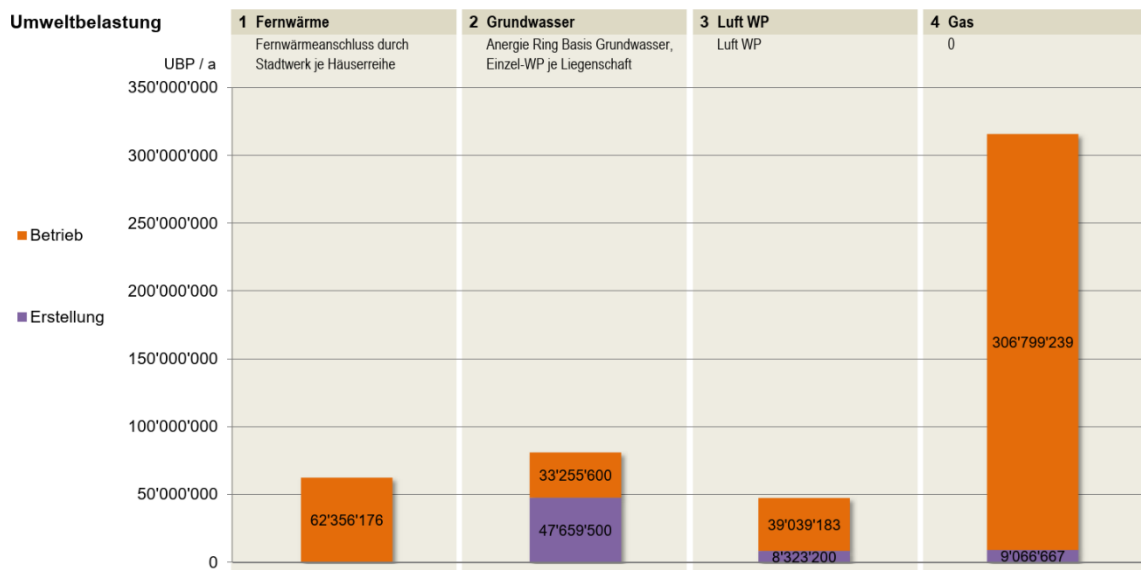 Umweltbelastung
1 Fernwärme
Fernwärmeanschluss durch
Stadtwerk je Häuserreihe
2 Grundwasser
Anergie Ring Basis Grundwasser,
Einzel-WP je Liegenschaft
3 Luft WP
Luft WP
4 Gas
0
UBP / a
350'000'000
300'000'000
250'000'000
200'000'000
150'000'000
100'000'000
50'000'000
0
Betrieb
Erstellung
62'356'176
33'255'600
47'659'500
39'039'183
8'323'200
306'799'239
9'066'667